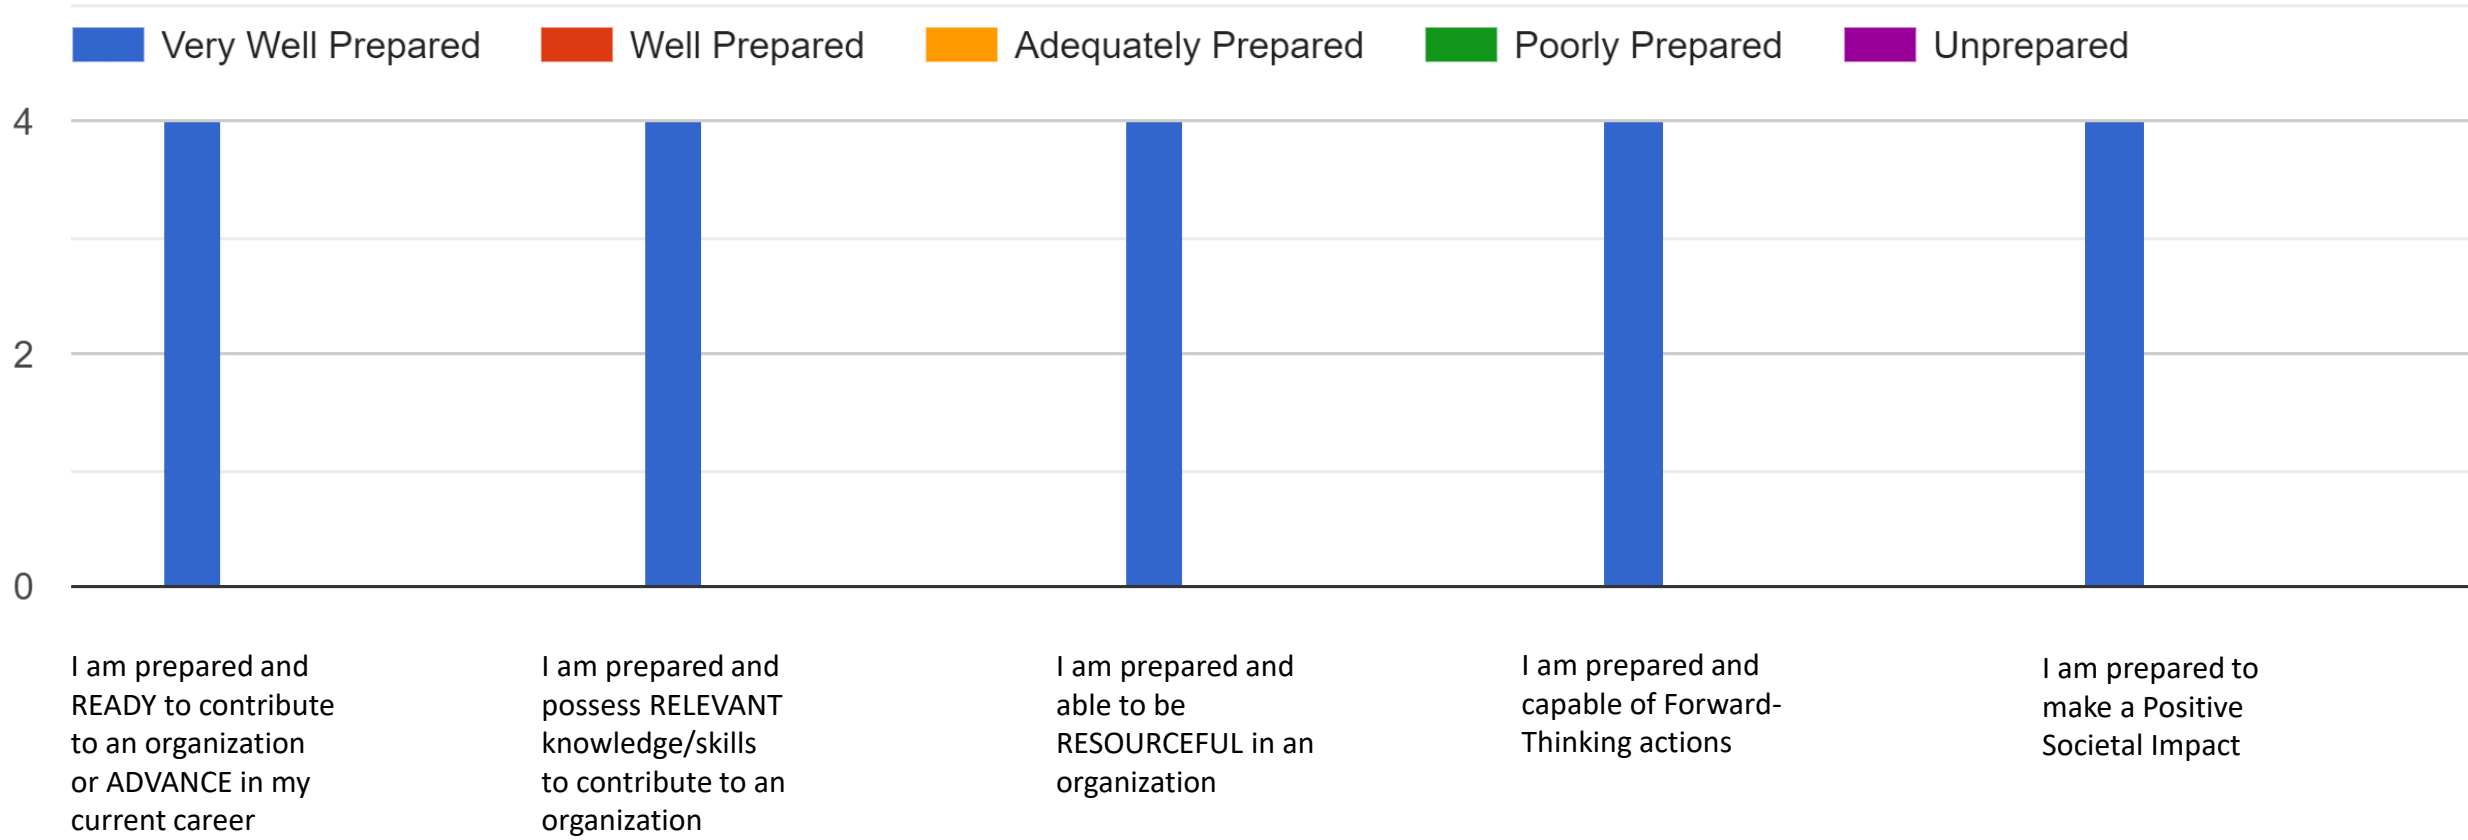 Very Well Prepared Well Prepared Adequately Prepared Poorly Prepared Unprepared
4
2
0
I am prepared and
READY to contribute
to an organization
or ADVANCE in my
current career
I am prepared and
possess RELEVANT
knowledge/skills
to contribute to an
organization
I am prepared and
able to be
RESOURCEFUL in an
organization
I am prepared and
capable of Forward-
Thinking actions
I am prepared to
make a Positive
Societal Impact